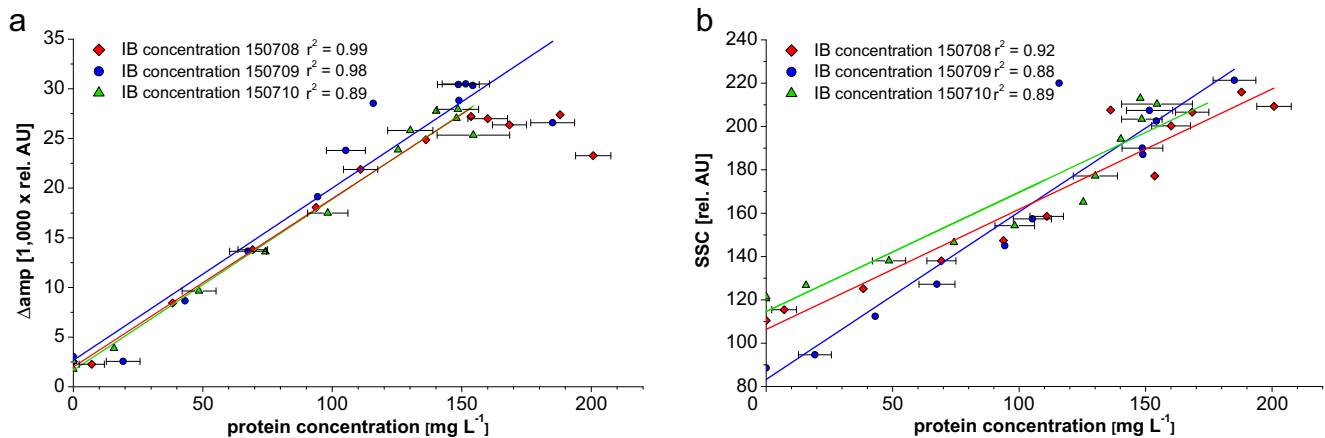 a
IB concentration 150708 r² = 0.99
IB concentration 150709 r² = 0.98
IB concentration 150710 r² = 0.89
Δamp [1,000 x rel. AU]
35
30
25
20
15
10
5
0
0 50 100 150 200
protein concentration [mg L⁻¹]
b
IB concentration 150708 r² = 0.92
IB concentration 150709 r² = 0.88
IB concentration 150710 r² = 0.89
SSC [rel. AU]
240
220
200
180
160
140
120
100
80
0 50 100 150 200
protein concentration [mg L⁻¹]